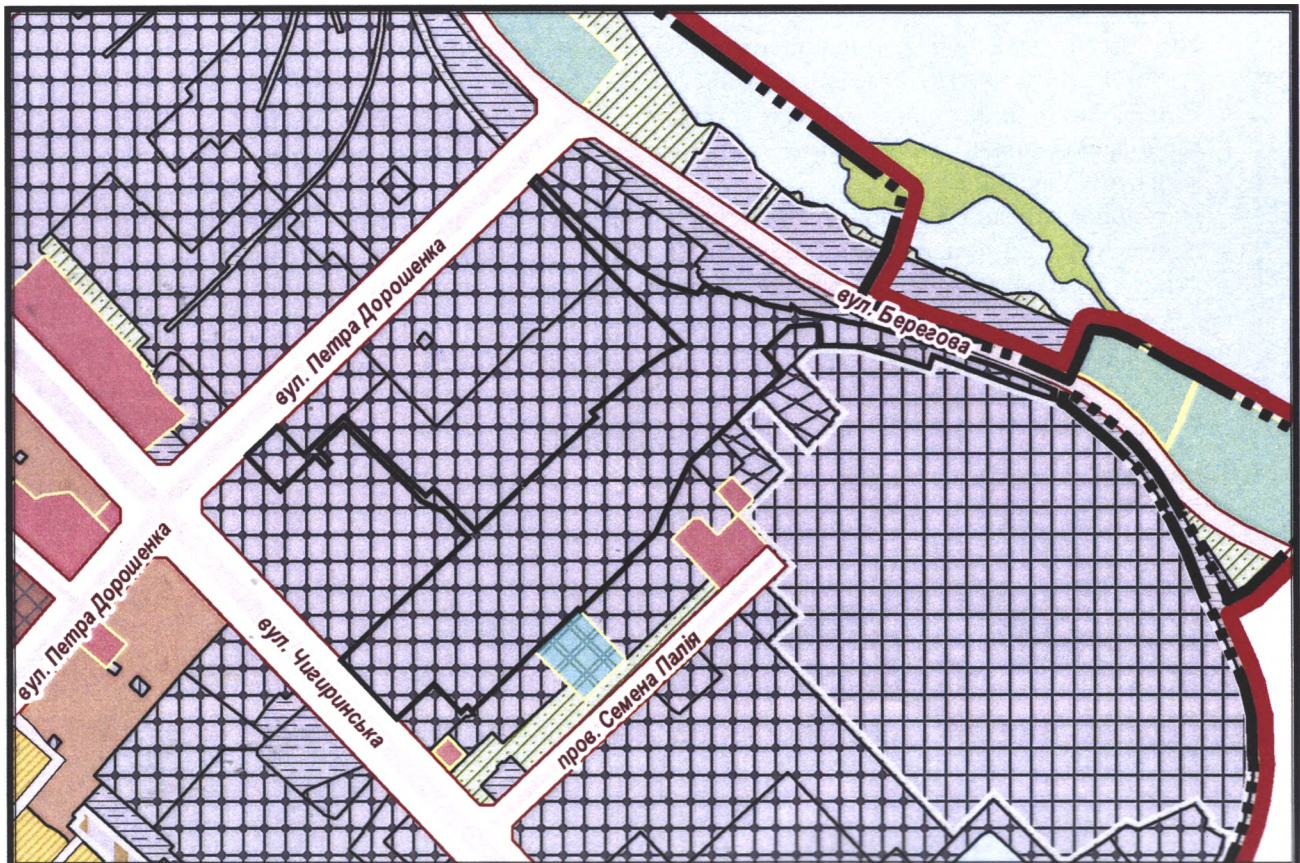 вул. Петра Дорошенка
вул. Берегова
вул. Петра Дорошенка
вул. Чигиринська
пров. Семена Палія